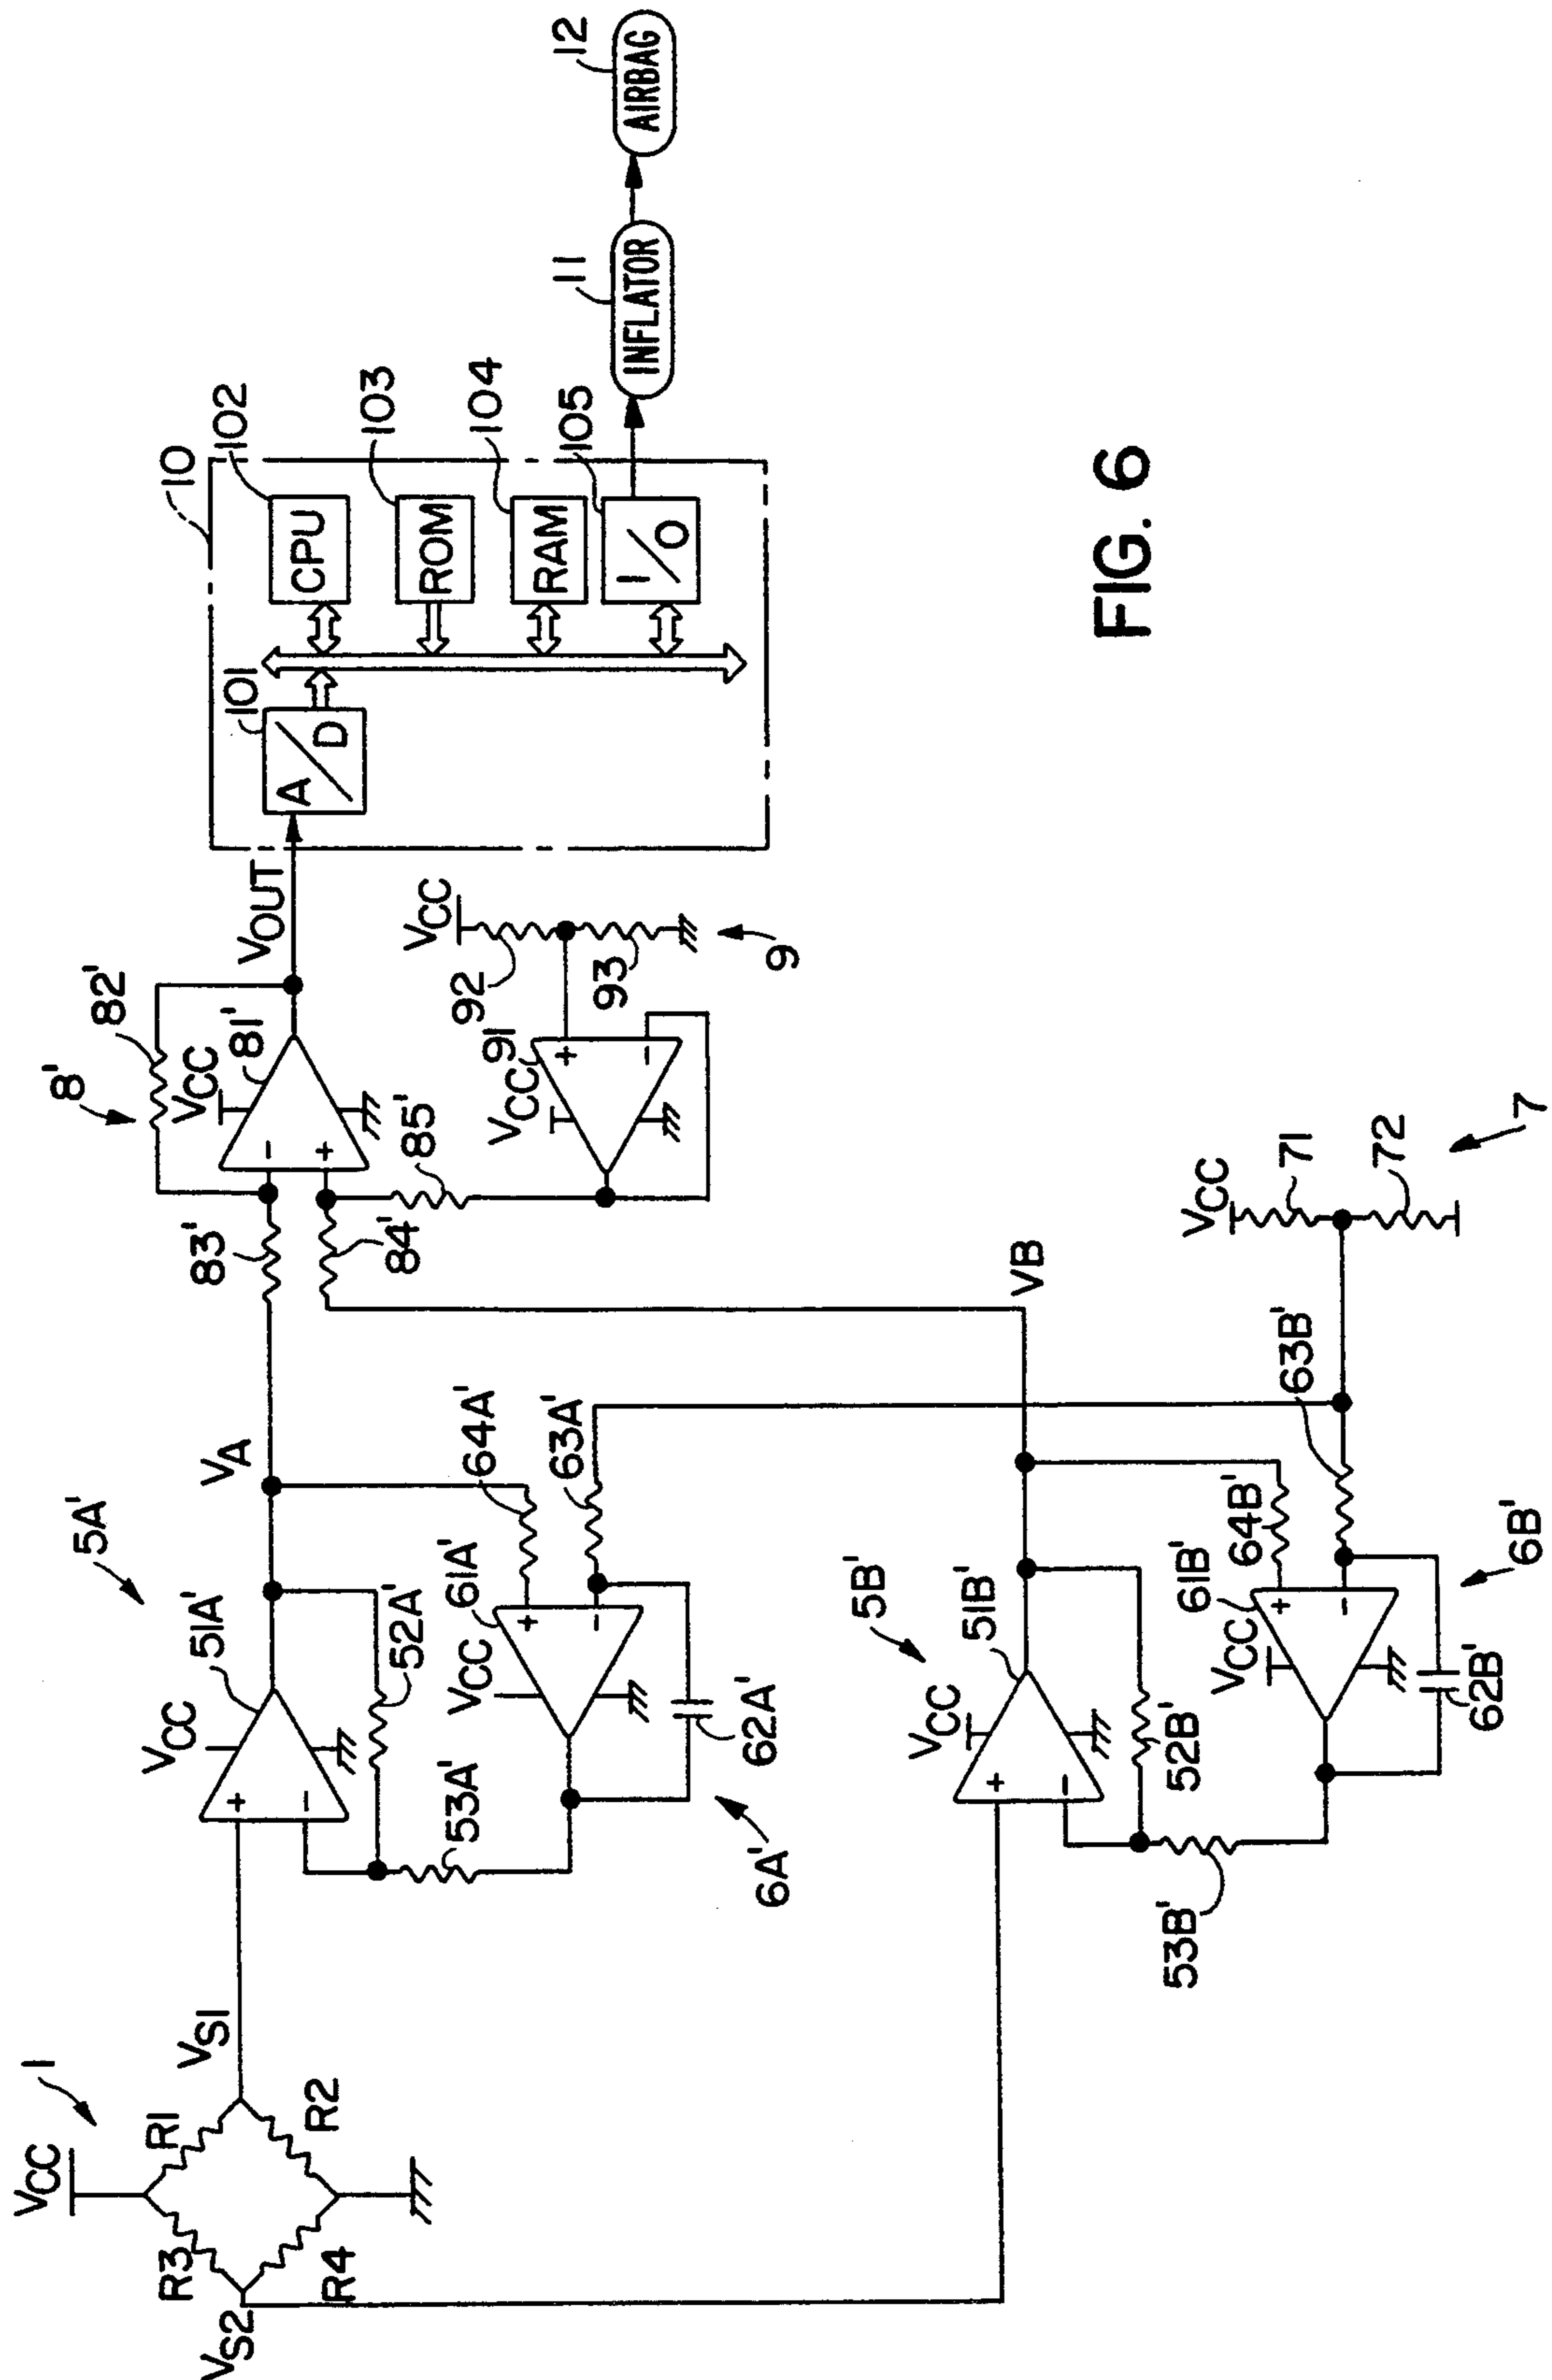 1
VCC
R1
R2
R3
R4
VS1
VS2
5A'
VCC
51A'
52A'
53A'
VA
6A'
VCC
61A'
62A'
63A'
64A'
5B'
VCC
51B'
52B'
53B'
VB
6B'
VCC
61B'
62B'
63B'
64B'
7
VCC
71
72
8'
VCC
81'
82'
83'
84'
85'
+
-
VOUT
9
VCC
91
VCC
92
93
10
A/D
101
CPU
102
ROM
103
RAM
104
I/O
105
INFLATOR
11
AIRBAG
12
FIG. 6